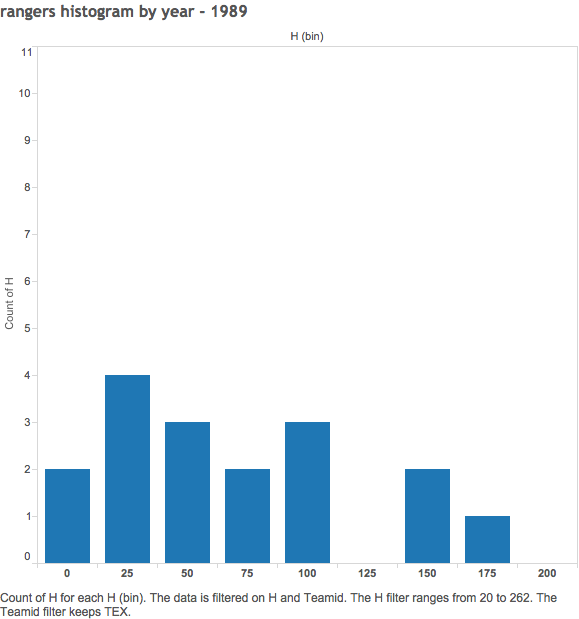 rangers histogram by year - 1989
H (bin)
11
10
9
8
7
6
5
4
3
2
1
0
Count of H
0 25 50 75 100 125 150 175 200
Count of H for each H (bin). The data is filtered on H and Teamid. The H filter ranges from 20 to 262. The
Teamid filter keeps TEX.